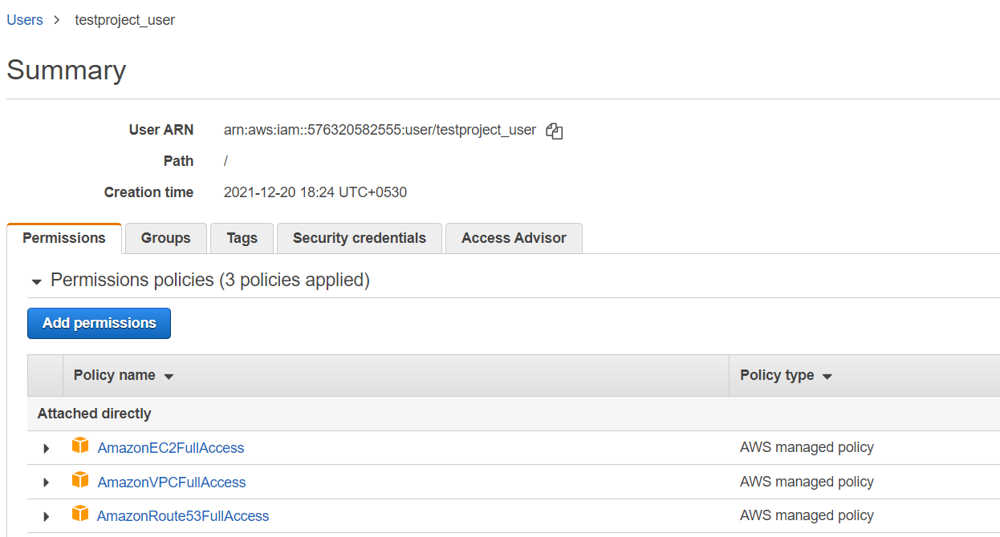 Users > testproject_user
Summary
User ARN arn:aws:iam::576320582555:user/testproject_user
Path /
Creation time 2021-12-20 18:24 UTC+0530
Permissions Groups Tags Security credentials Access Advisor
Permissions policies (3 policies applied)
Add permissions
Policy name Policy type
Attached directly
AmazonEC2FullAccess AWS managed policy
AmazonVPCFullAccess AWS managed policy
AmazonRoute53FullAccess AWS managed policy